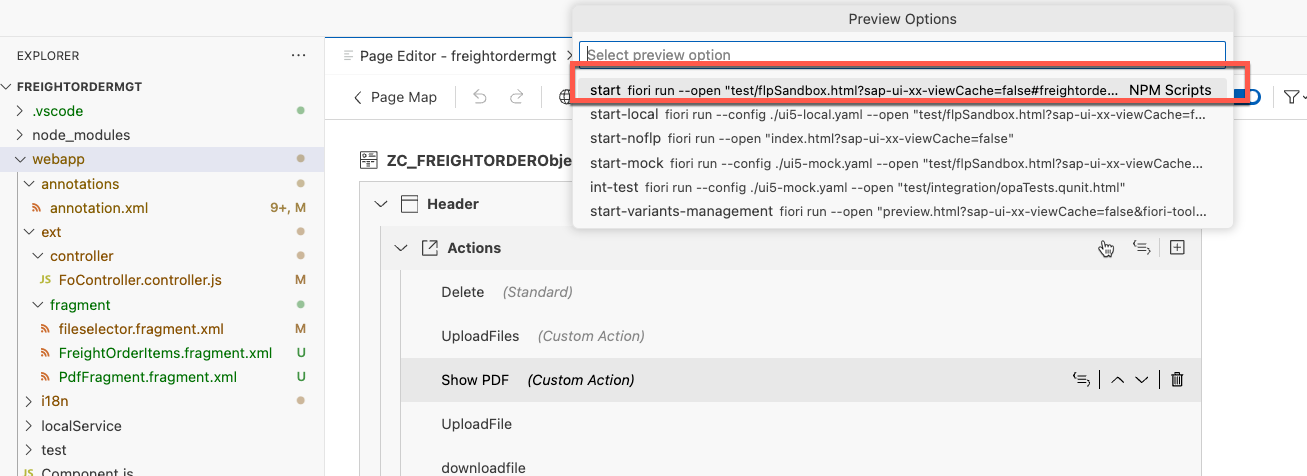 Preview Options
EXPLORER ...
Page Editor - freightordermgt >
Select preview option
FREIGHTORDERMGT
start fiori run --open "test/flpSandbox.html?sap-ui-xx-viewCache=false#freightorde... NPM Scripts
Page Map
.vscode
start-local fiori run --config ./ui5-local.yaml --open "test/flpSandbox.html?sap-ui-xx-viewCache=f...
node_modules
start-noflp fiori run --open "index.html?sap-ui-xx-viewCache=false"
webapp
ZC_FREIGHTORDERObje
start-mock fiori run --config ./ui5-mock.yaml --open "test/flpSandbox.html?sap-ui-xx-viewCache...
annotations
int-test fiori run --config ./ui5-mock.yaml --open "test/integration/opaTests.qunit.html"
annotation.xml 9+, M
Header
start-variants-management fiori run --open "preview.html?sap-ui-xx-viewCache=false&fiori-tool...
ext
Actions
controller
JS FoController.controller.js M
Delete (Standard)
fragment
fileselector.fragment.xml M
UploadFiles (Custom Action)
FreightOrderItems.fragment.xml U
PdfFragment.fragment.xml U
Show PDF (Custom Action)
i18n
localService
UploadFile
test
downloadfile
JS Component.js